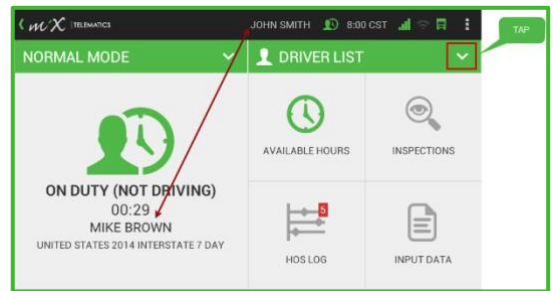 miX TELEMATICS JOHN SMITH 8:00 CST
TAP
NORMAL MODE
DRIVER LIST
AVAILABLE HOURS
INSPECTIONS
ON DUTY (NOT DRIVING)
00:29
MIKE BROWN
UNITED STATES 2014 INTERSTATE 7 DAY
5
HOS LOG
INPUT DATA